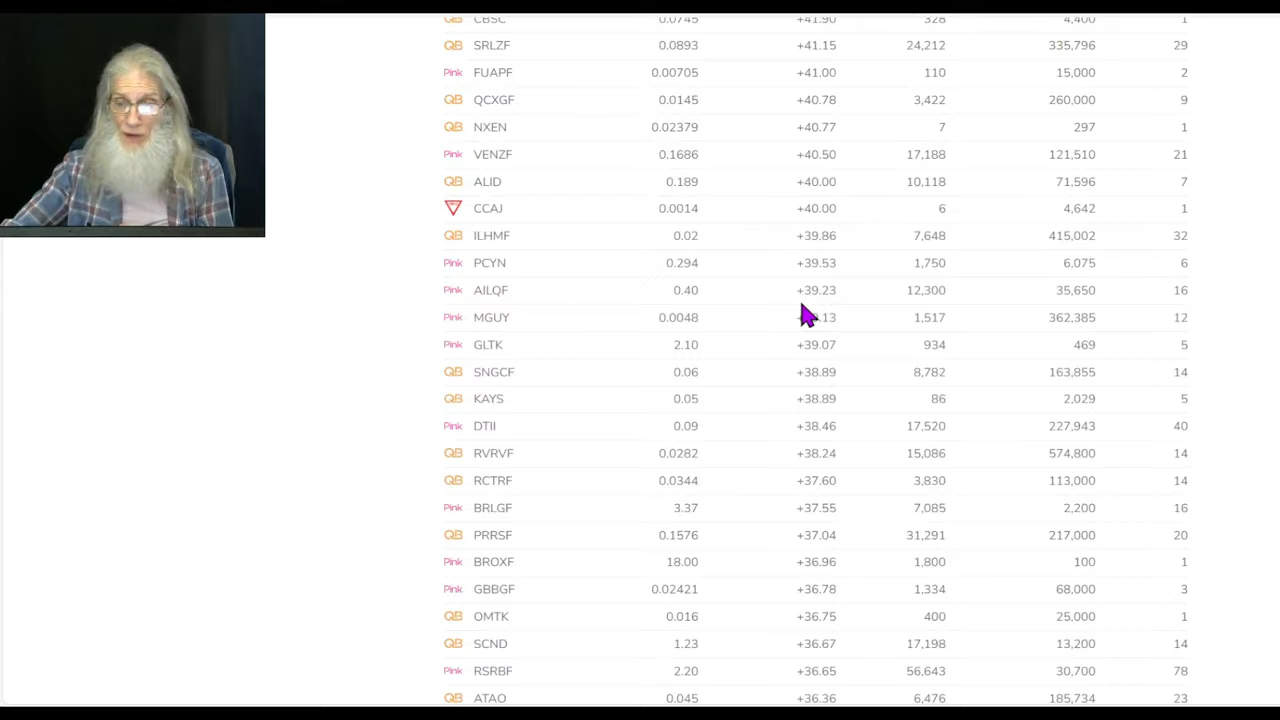 QB CBSC 0.0745 +41.90 328 4,400 1
QB SRLZF 0.0893 +41.15 24,212 335,796 29
Pink FUAPF 0.00705 +41.00 110 15,000 2
QB QCXGF 0.0145 +40.78 3,422 260,000 9
QB NXEN 0.02379 +40.77 7 297 1
Pink VENZF 0.1686 +40.50 17,188 121,510 21
QB ALID 0.189 +40.00 10,118 71,596 7
CCAJ 0.0014 +40.00 6 4,642 1
QB ILHMF 0.02 +39.86 7,648 415,002 32
Pink PCYN 0.294 +39.53 1,750 6,075 6
Pink AILQF 0.40 +39.23 12,300 35,650 16
Pink MGUY 0.0048 .13 1,517 362,385 12
Pink GLTK 2.10 +39.07 934 469 5
QB SNGCF 0.06 +38.89 8,782 163,855 14
QB KAYS 0.05 +38.89 86 2,029 5
Pink DTII 0.09 +38.46 17,520 227,943 40
QB RVRVF 0.0282 +38.24 15,086 574,800 14
QB RCTRF 0.0344 +37.60 3,830 113,000 14
Pink BRLGF 3.37 +37.55 7,085 2,200 16
QB PRRSF 0.1576 +37.04 31,291 217,000 20
Pink BROXF 18.00 +36.96 1,800 100 1
Pink GBBGF 0.02421 +36.78 1,334 68,000 3
QB OMTK 0.016 +36.75 400 25,000 1
QB SCND 1.23 +36.67 17,198 13,200 14
Pink RSRBF 2.20 +36.65 56,643 30,700 78
QB ATAO 0.045 +36.36 6,476 185,734 23